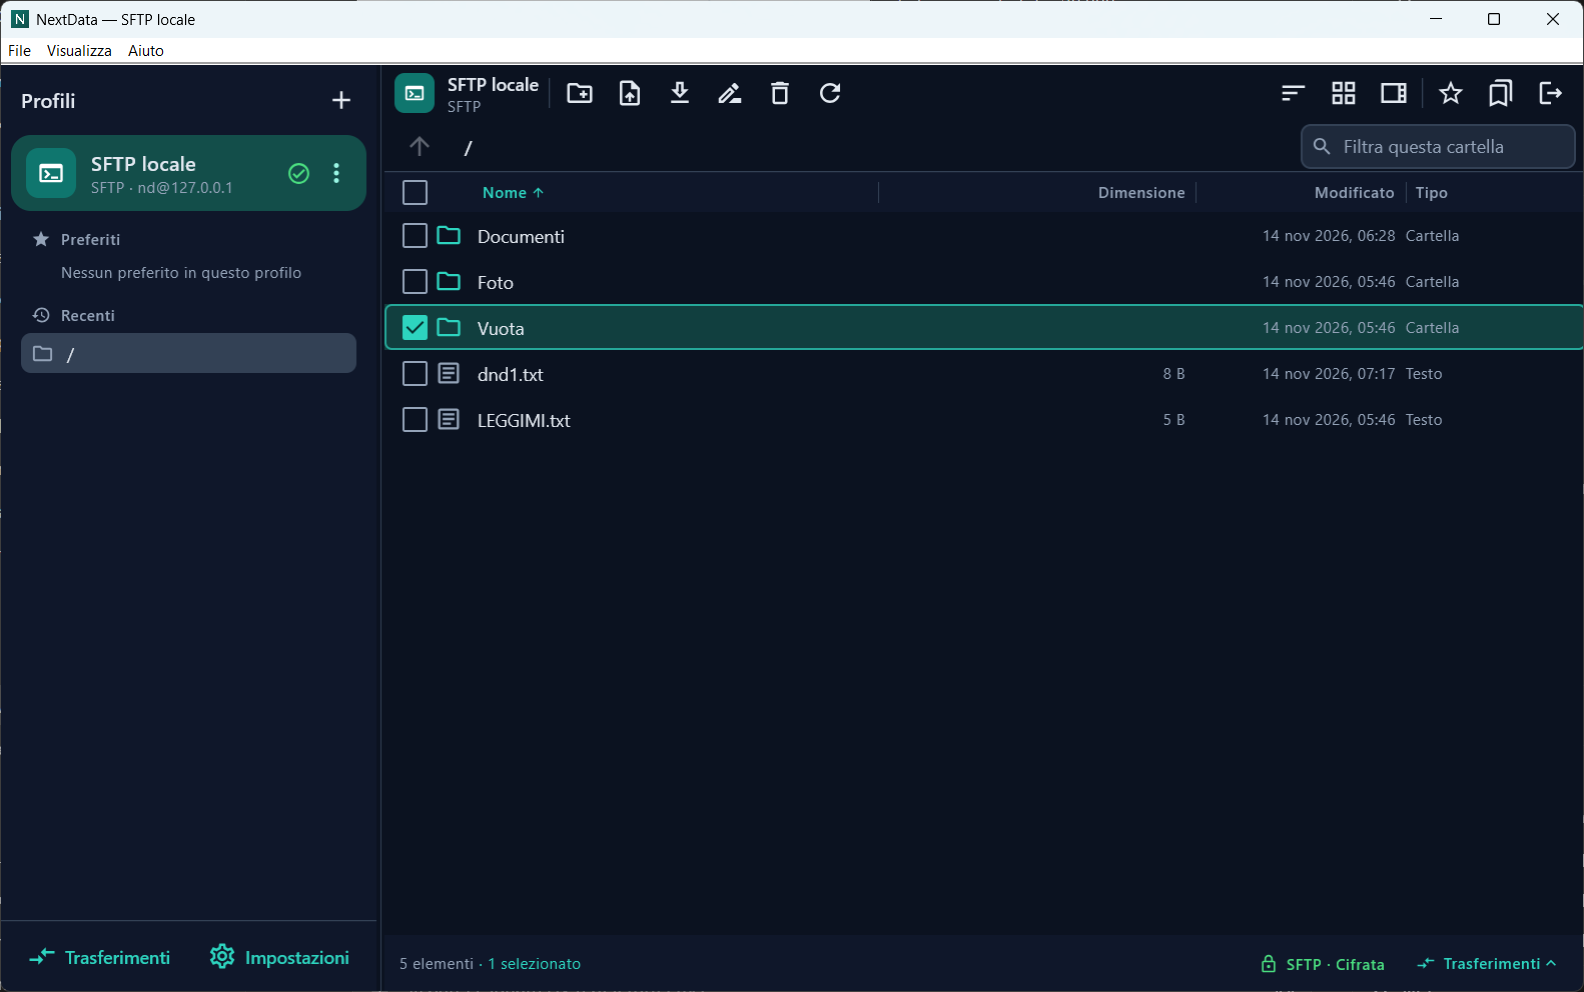 NextData — SFTP locale
File Visualizza Aiuto
Profili
SFTP locale
SFTP · nd@127.0.0.1
Preferiti
Nessun preferito in questo profilo
Recenti
/
Trasferimenti Impostazioni
SFTP locale
SFTP
/
Filtra questa cartella
Nome Dimensione Modificato Tipo
Documenti 14 nov 2026, 06:28 Cartella
Foto 14 nov 2026, 05:46 Cartella
Vuota 14 nov 2026, 05:46 Cartella
dnd1.txt 8 B 14 nov 2026, 07:17 Testo
LEGGIMI.txt 5 B 14 nov 2026, 05:46 Testo
5 elementi · 1 selezionato SFTP · Cifrata Trasferimenti